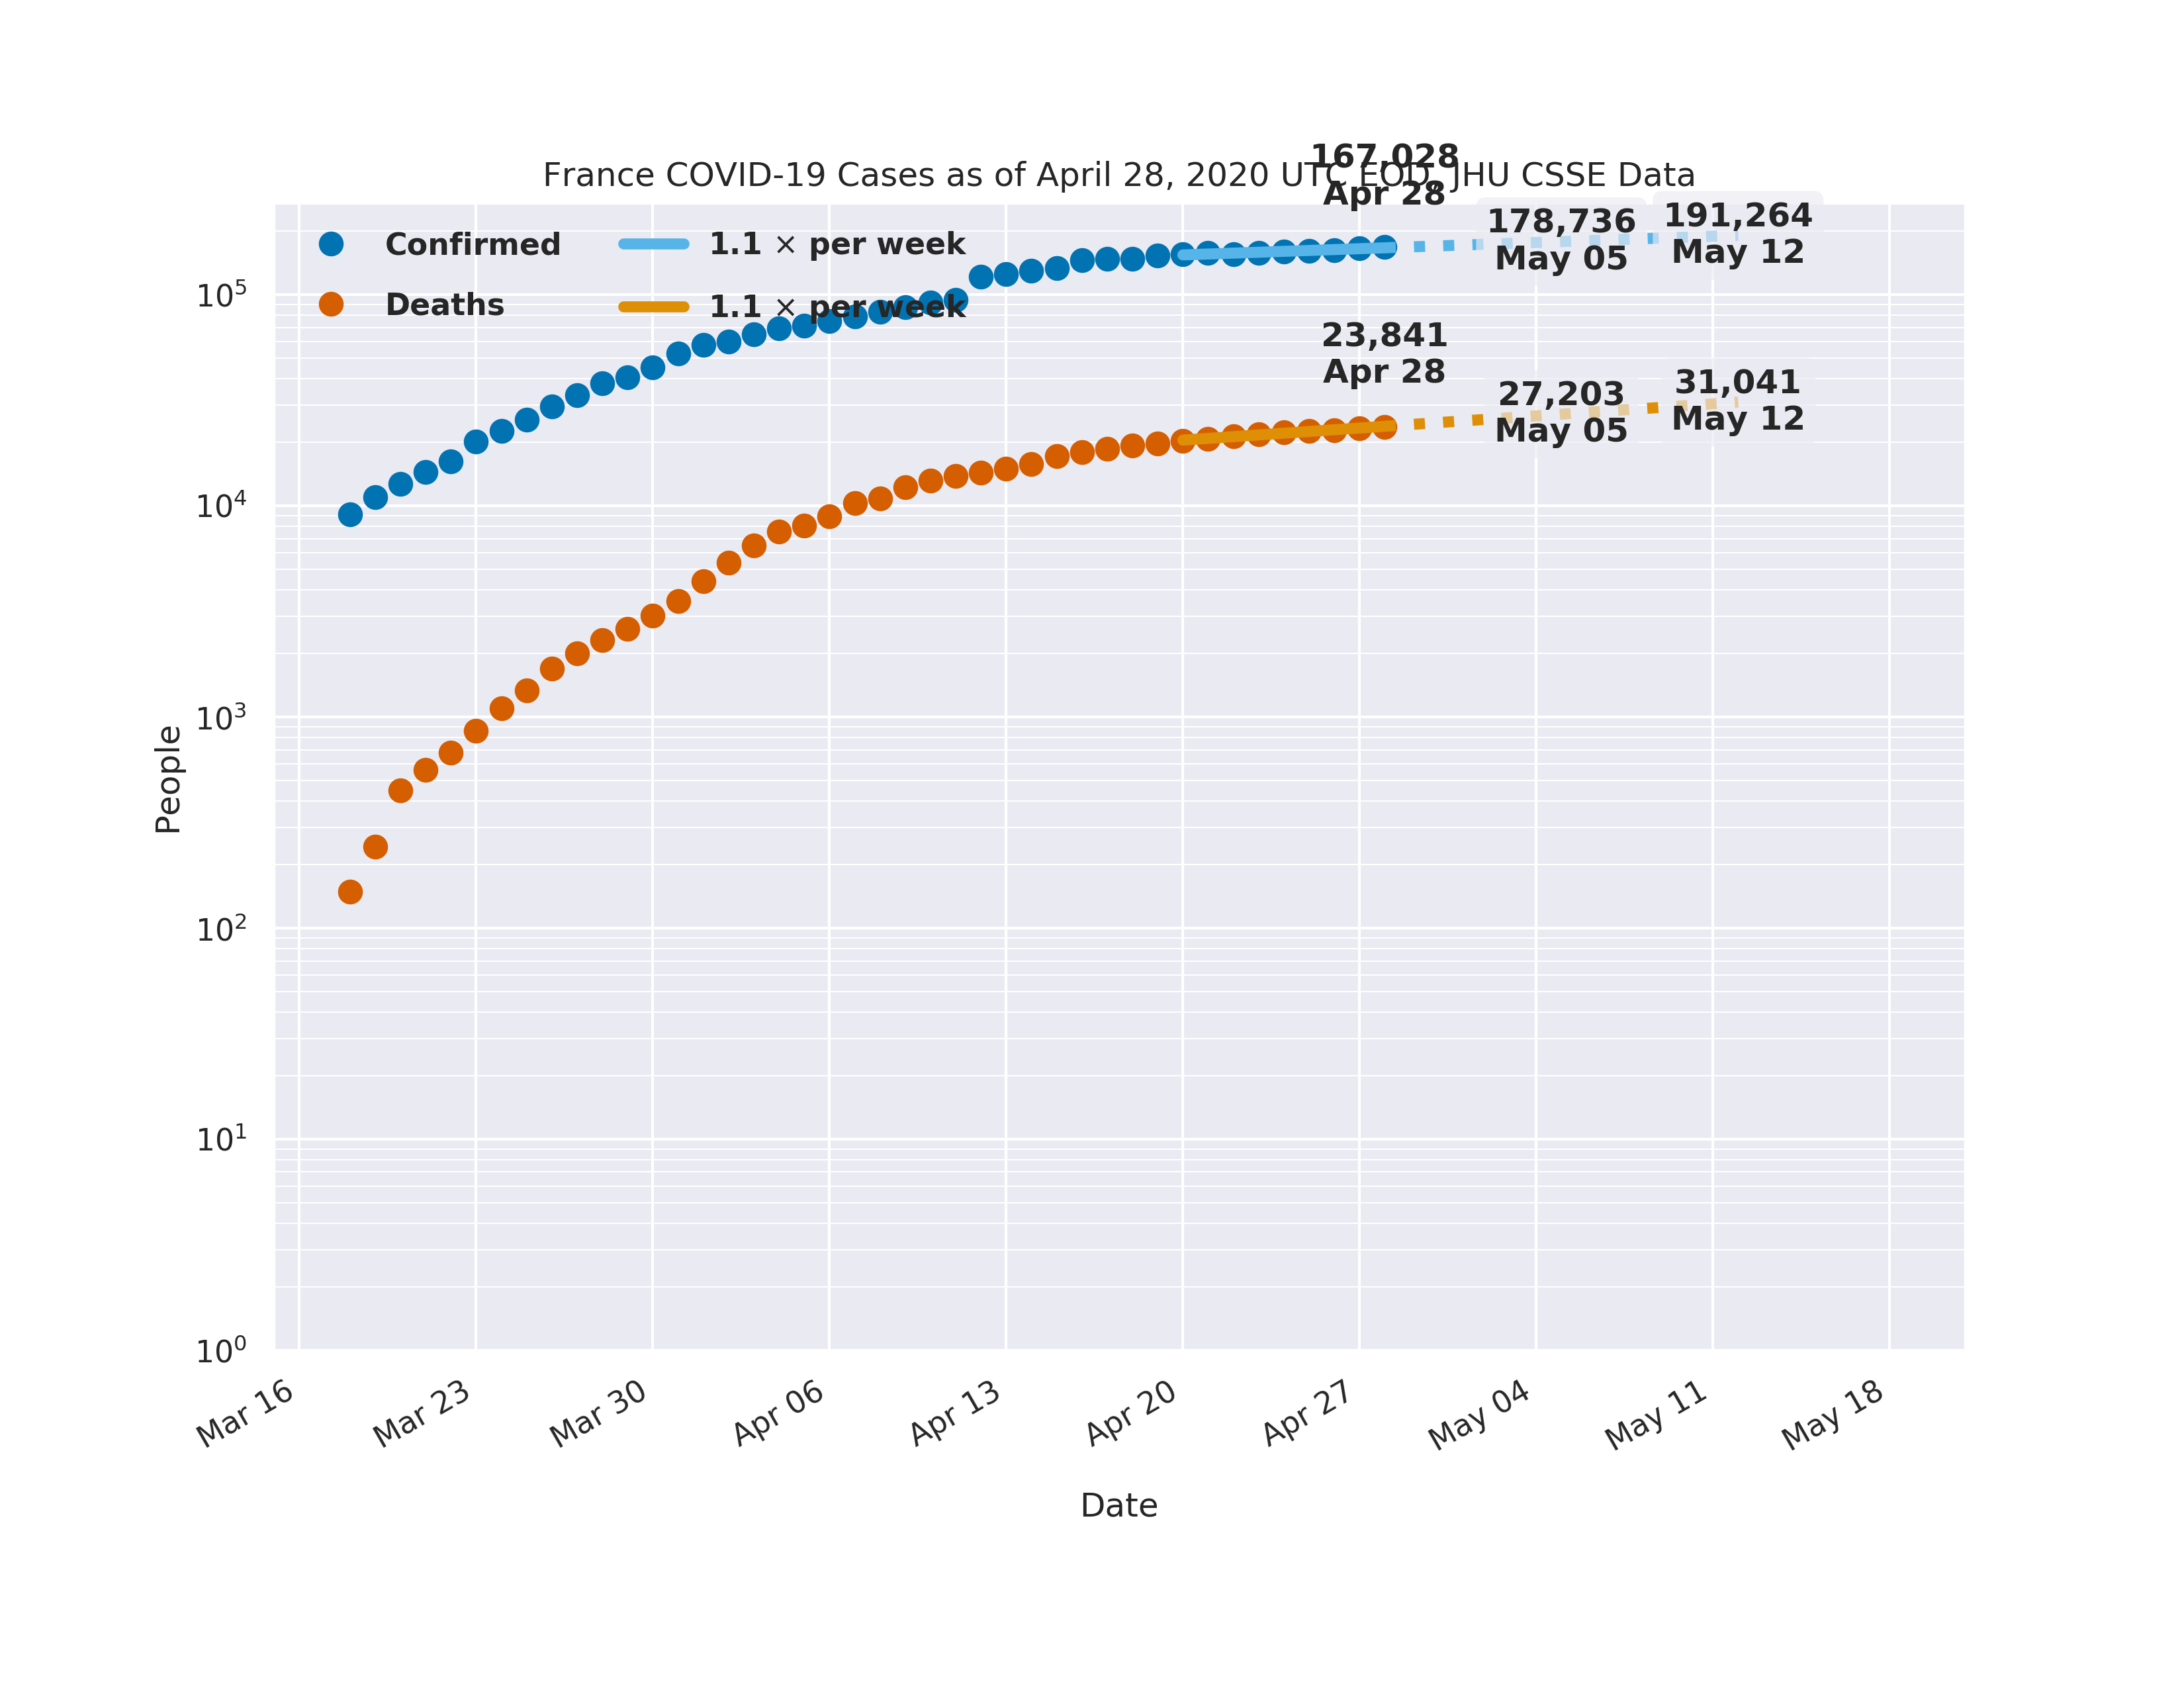 167,028
Apr 28
France COVID-19 Cases as of April 28, 2020 UTC EOD, JHU CSSE Data
178,736
May 05
191,264
May 12
Confirmed
Deaths
1.1 × per week
1.1 × per week
23,841
Apr 28
27,203
May 05
31,041
May 12
People
10⁵
10⁴
10³
10²
10¹
10⁰
Mar 16
Mar 23
Mar 30
Apr 06
Apr 13
Apr 20
Apr 27
May 04
May 11
May 18
Date